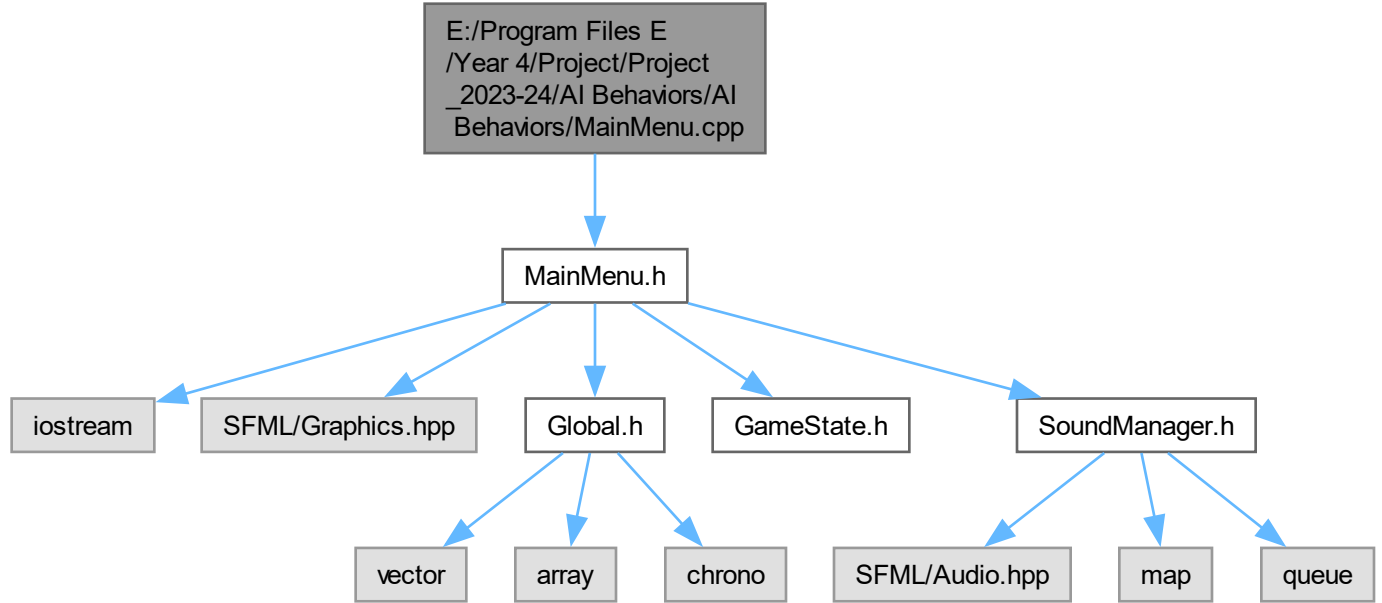 E:/Program Files E
/Year 4/Project/Project
_2023-24/AI Behaviors/AI
Behaviors/MainMenu.cpp
MainMenu.h
iostream
SFML/Graphics.hpp
Global.h
GameState.h
SoundManager.h
vector
array
chrono
SFML/Audio.hpp
map
queue